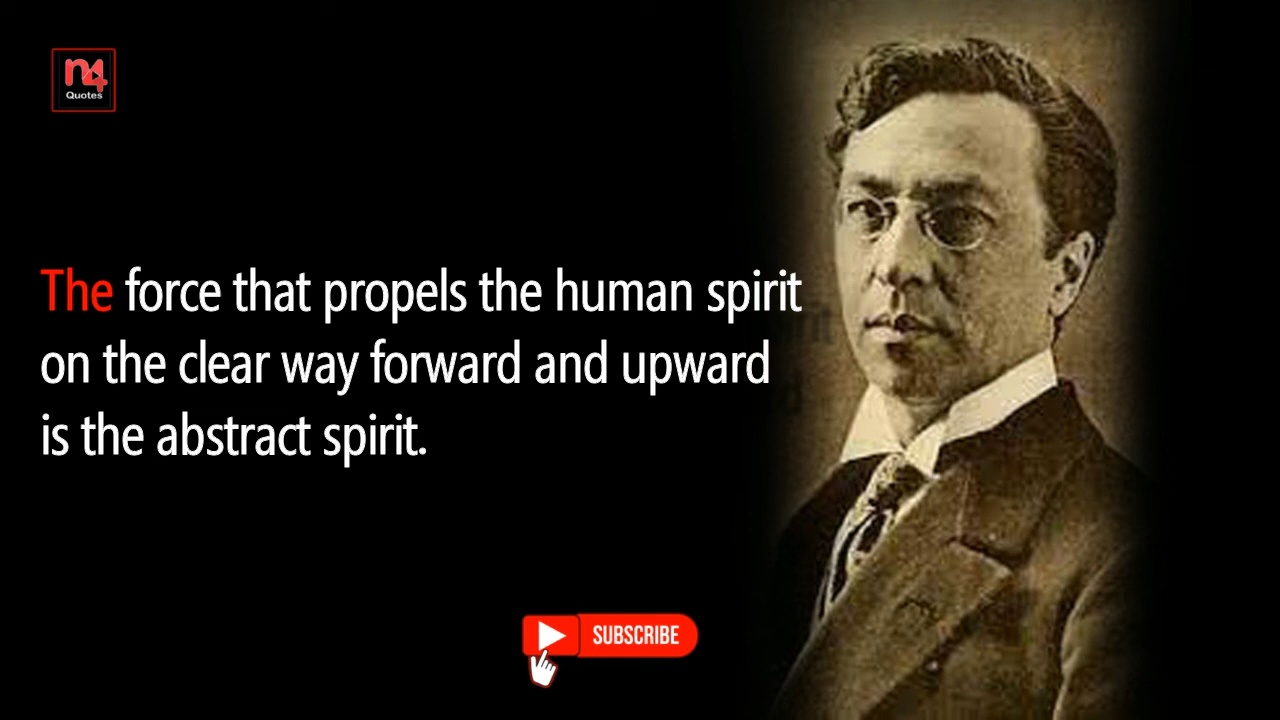 n4
Quotes
The force that propels the human spirit
on the clear way forward and upward
is the abstract spirit.
SUBSCRIBE